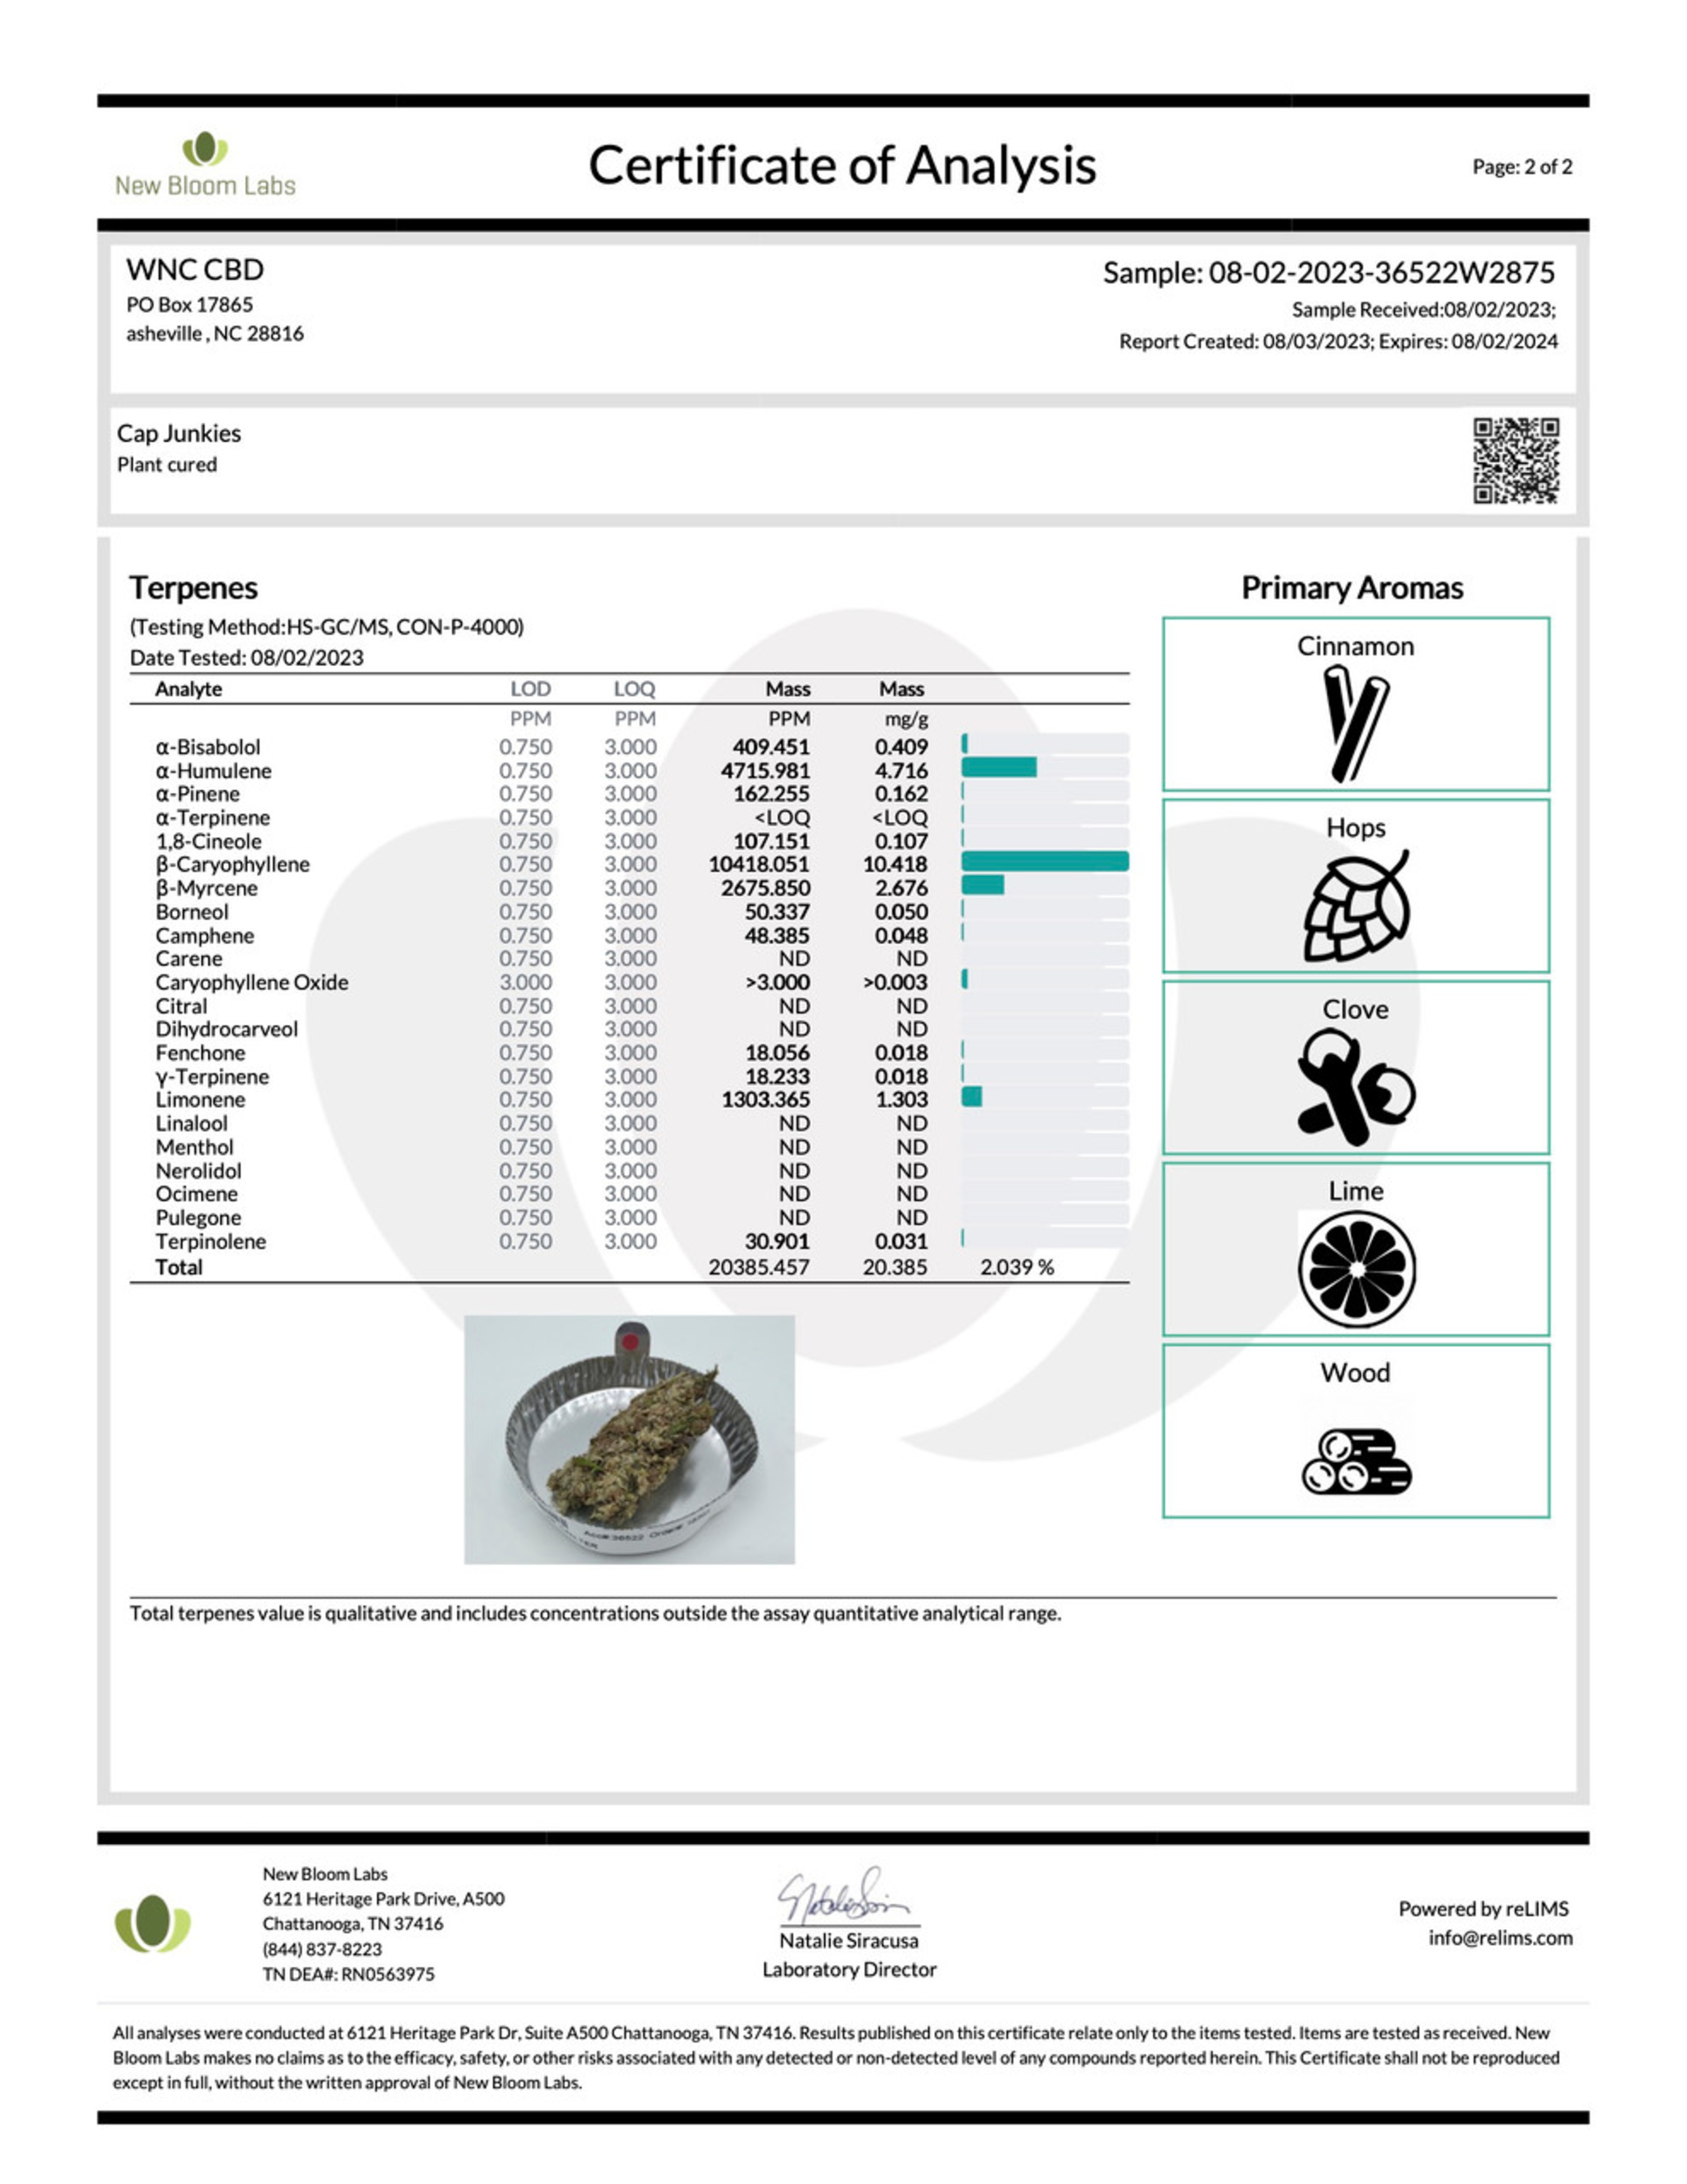 New Bloom Labs
Certificate of Analysis
Page: 2 of 2
WNC CBD
PO Box 17865
asheville , NC 28816
Sample: 08-02-2023-36522W2875
Sample Received:08/02/2023;
Report Created: 08/03/2023; Expires: 08/02/2024
Cap Junkies
Plant cured
Terpenes
(Testing Method:HS-GC/MS, CON-P-4000)
Date Tested: 08/02/2023
Analyte LOD LOQ Mass Mass
PPM PPM PPM mg/g
α-Bisabolol 0.750 3.000 409.451 0.409
α-Humulene 0.750 3.000 4715.981 4.716
α-Pinene 0.750 3.000 162.255 0.162
α-Terpinene 0.750 3.000 <LOQ <LOQ
1,8-Cineole 0.750 3.000 107.151 0.107
β-Caryophyllene 0.750 3.000 10418.051 10.418
β-Myrcene 0.750 3.000 2675.850 2.676
Borneol 0.750 3.000 50.337 0.050
Camphene 0.750 3.000 48.385 0.048
Carene 0.750 3.000 ND ND
Caryophyllene Oxide 3.000 3.000 >3.000 >0.003
Citral 0.750 3.000 ND ND
Dihydrocarveol 0.750 3.000 ND ND
Fenchone 0.750 3.000 18.056 0.018
γ-Terpinene 0.750 3.000 18.233 0.018
Limonene 0.750 3.000 1303.365 1.303
Linalool 0.750 3.000 ND ND
Menthol 0.750 3.000 ND ND
Nerolidol 0.750 3.000 ND ND
Ocimene 0.750 3.000 ND ND
Pulegone 0.750 3.000 ND ND
Terpinolene 0.750 3.000 30.901 0.031
Total 20385.457 20.385 2.039 %
Primary Aromas
Cinnamon
Hops
Clove
Lime
Wood
Total terpenes value is qualitative and includes concentrations outside the assay quantitative analytical range.
New Bloom Labs
6121 Heritage Park Drive, A500
Chattanooga, TN 37416
(844) 837-8223
TN DEA#: RN0563975
Natalie Siracusa
Laboratory Director
Powered by reLIMS
info@relims.com
All analyses were conducted at 6121 Heritage Park Dr, Suite A500 Chattanooga, TN 37416. Results published on this certificate relate only to the items tested. Items are tested as received. New
Bloom Labs makes no claims as to the efficacy, safety, or other risks associated with any detected or non-detected level of any compounds reported herein. This Certificate shall not be reproduced
except in full, without the written approval of New Bloom Labs.